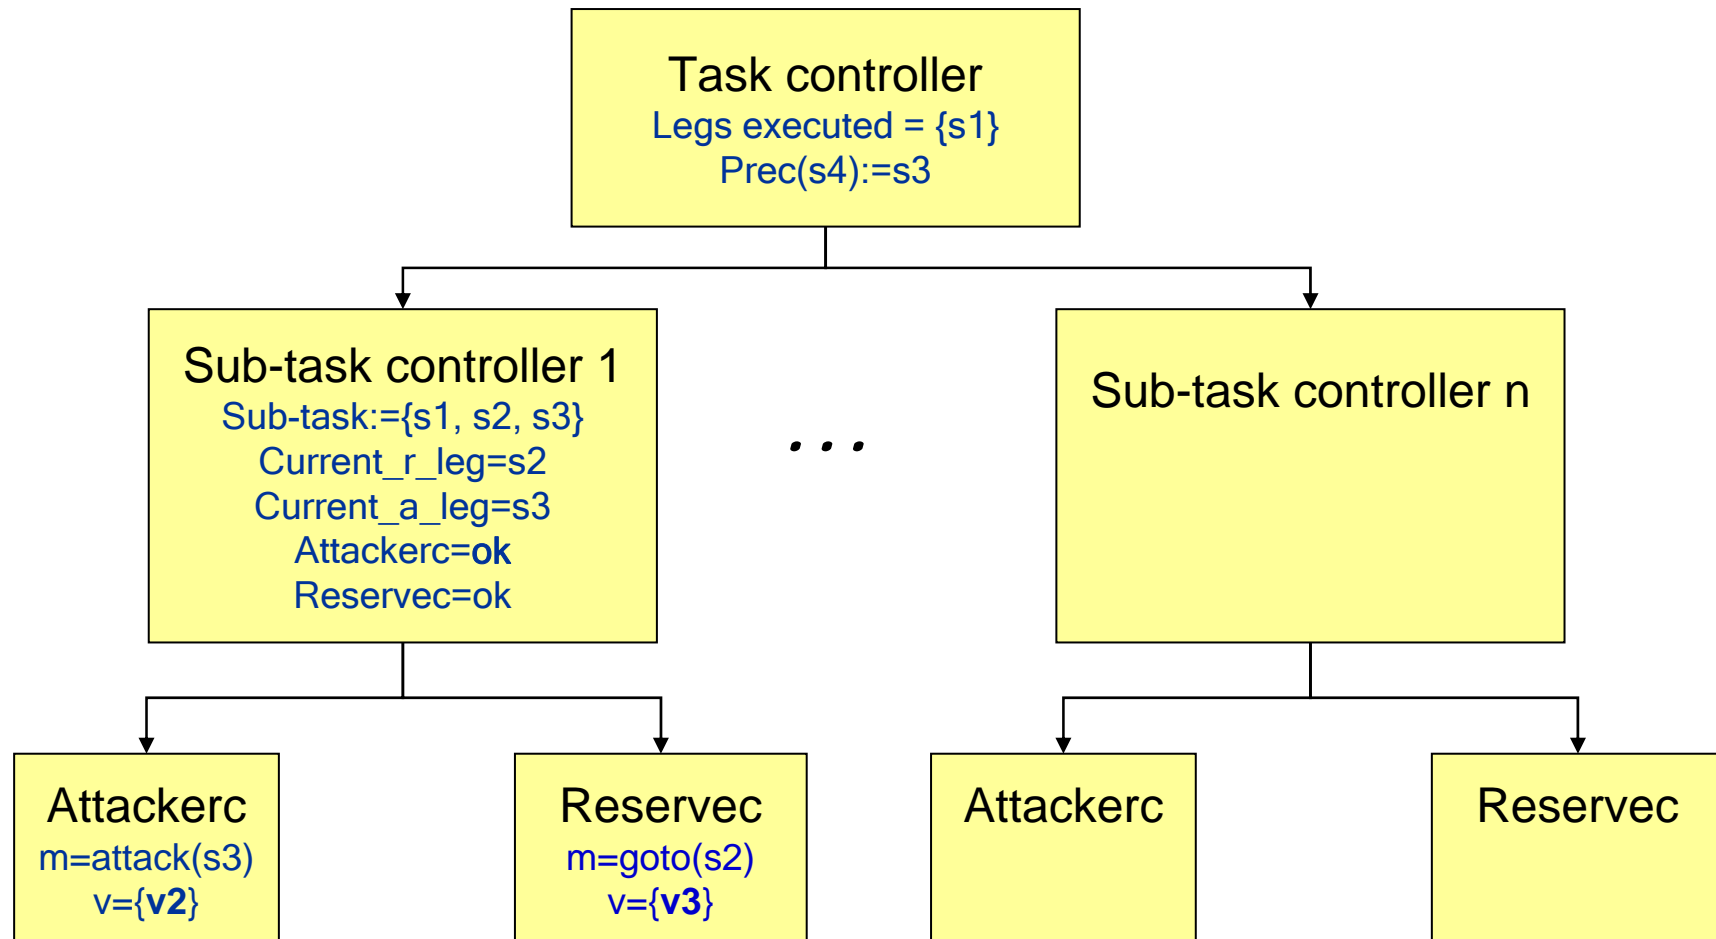 Task controller
Legs executed = {s1}
Prec(s4):=s3
Sub-task controller 1
Sub-task:={s1, s2, s3}
Current_r_leg=s2
Current_a_leg=s3
Attackerc=ok
Reservec=ok
...
Sub-task controller n
Attackerc
m=attack(s3)
v={v2}
Reservec
m=goto(s2)
v={v3}
Attackerc
Reservec